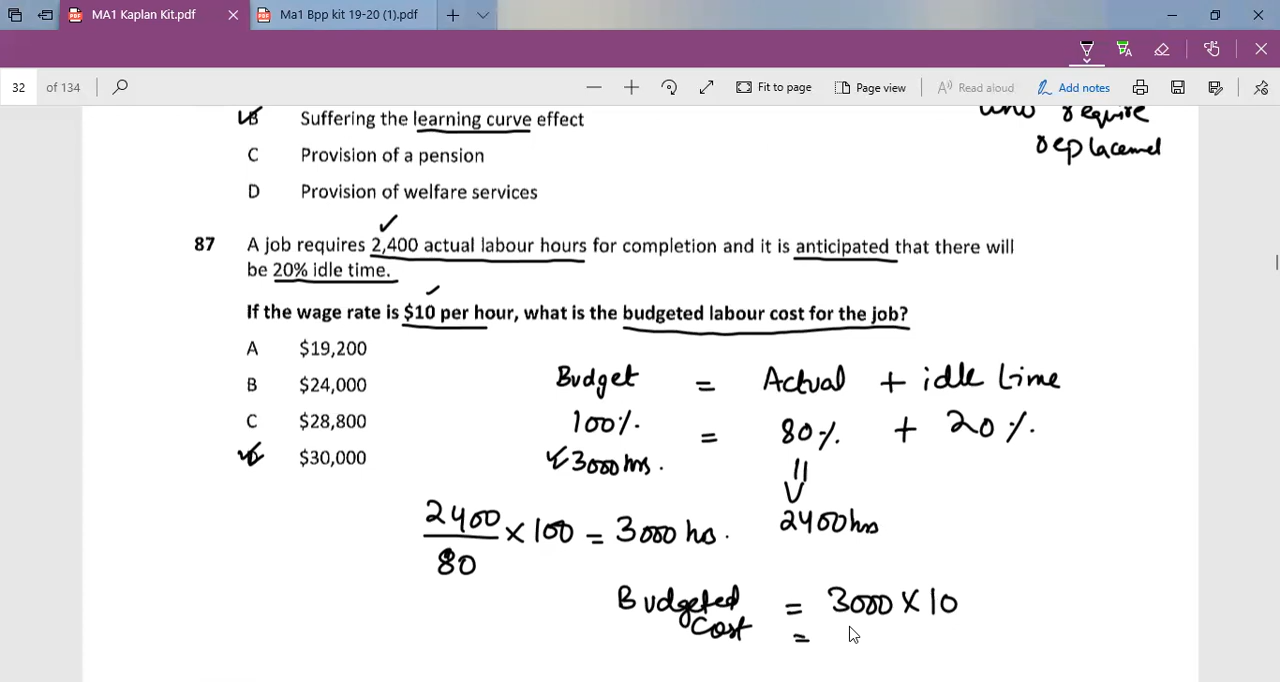 MA1 Kaplan Kit.pdf
Ma1 Bpp kit 19-20 (1).pdf
32 of 134
Fit to page
Page view
Read aloud
Add notes
require
B Suffering the learning curve effect
C Provision of a pension
D Provision of welfare services
87 A job requires 2,400 actual labour hours for completion and it is anticipated that there will
be 20% idle time.
If the wage rate is $10 per hour, what is the budgeted labour cost for the job?
A $19,200
B $24,000
C $28,800
D $30,000
Budget = Actual + idle time
100% = 80% + 20%
3000 hrs.
2400 hrs
2400
80
× 100 = 3000 hrs.
Budgeted
Cost
= 3000 × 10
=